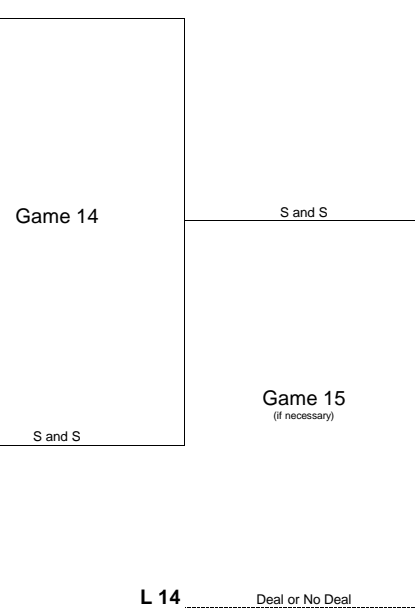 Game 14
S and S
Game 15
(if necessary)
S and S
L 14 Deal or No Deal